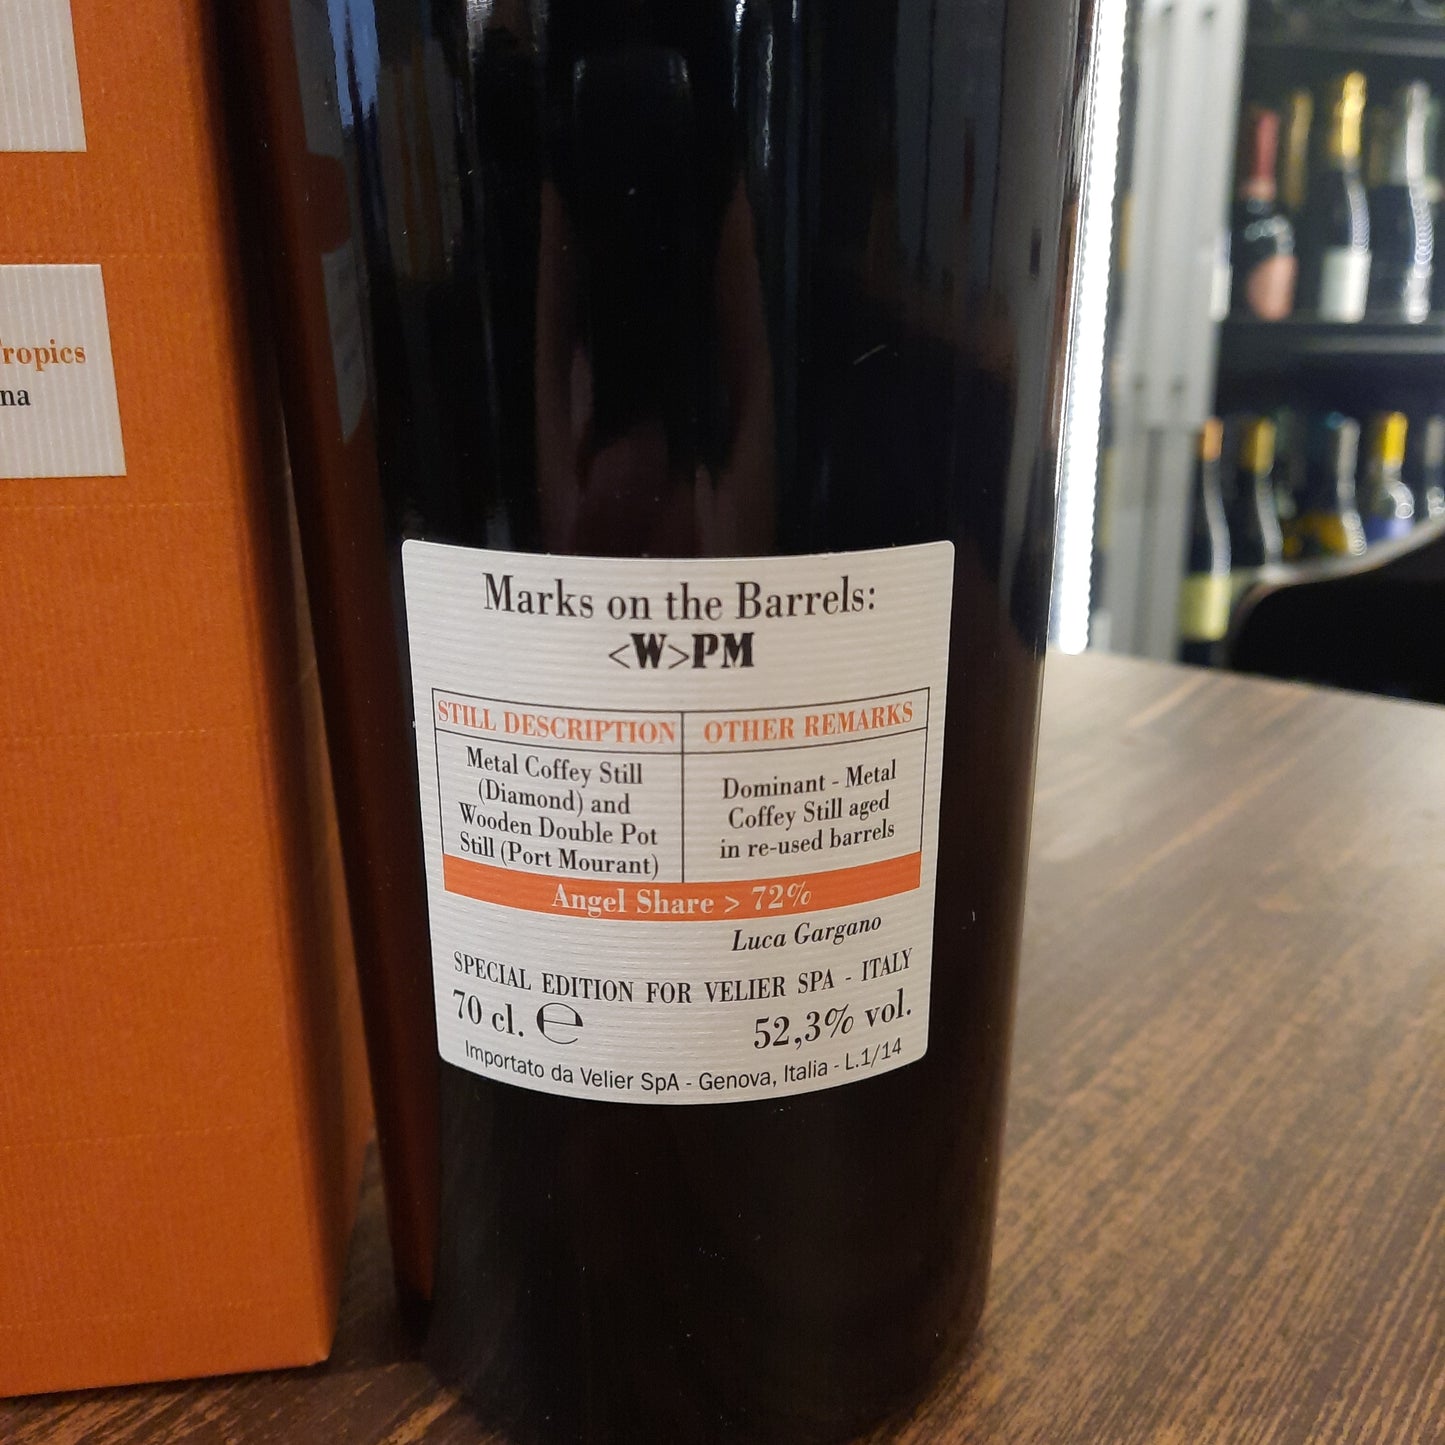 Tropics
na
Marks on the Barrels:
<W>PM
STILL DESCRIPTION
Metal Coffey Still
(Diamond) and
Wooden Double Pot
Still (Port Mourant)
OTHER REMARKS
Dominant - Metal
Coffey Still aged
in re-used barrels
Angel Share > 72%
Luca Gargano
SPECIAL EDITION FOR VELIER SPA - ITALY
70 cl. ℮ 52,3% vol.
Importato da Velier SpA - Genova, Italia - L.1/14